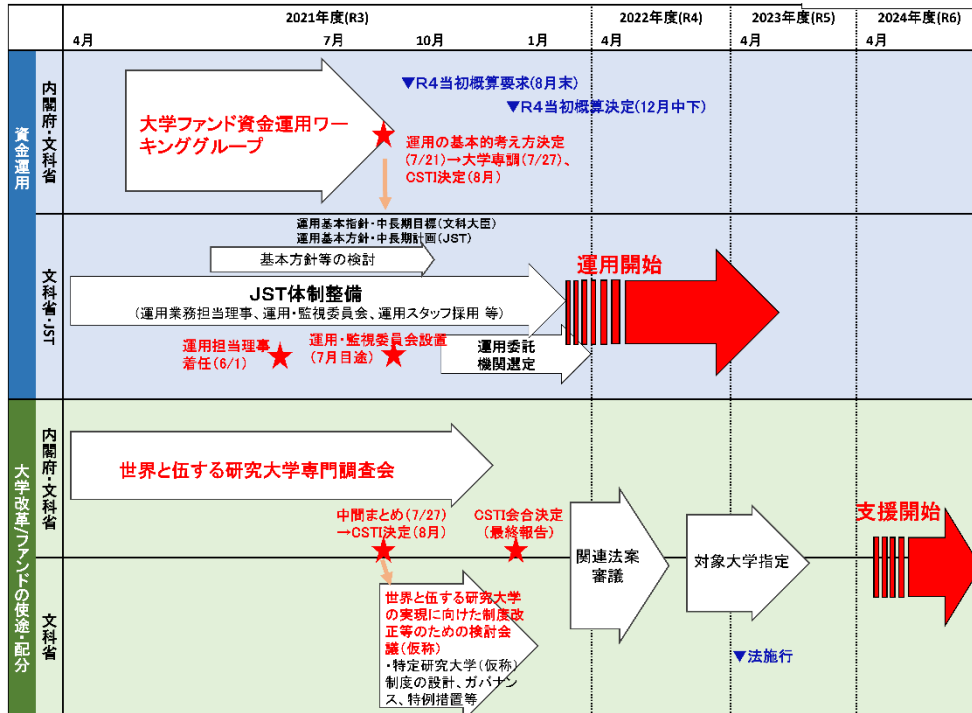 2021年度(R3)
2022年度(R4)
2023年度(R5)
2024年度(R6)
4月
7月
10月
1月
4月
4月
4月
資金運用
内閣府・文科省
大学ファンド資金運用ワー
キンググループ
▼R4当初概算要求(8月末)
▼R4当初概算決定(12月中下)
運用の基本的考え方決定
(7/21)→大学専調(7/27)、
CSTI決定(8月)
文科省・JST
運用基本指針・中長期目標(文科大臣)
運用基本方針・中長期計画(JST)
基本方針等の検討
JST体制整備
(運用業務担当理事、運用・監視委員会、運用スタッフ採用 等)
運用開始
運用担当理事
着任(6/1)
運用・監視委員会設置
(7月目途)
運用委託
機関選定
大学改革/ファンドの使途・配分
内閣府・文科省
世界と伍する研究大学専門調査会
中間まとめ(7/27)
→CSTI決定(8月)
CSTI会合決定
(最終報告)
関連法案
審議
対象大学指定
支援開始
文科省
世界と伍する研究大学
の実現に向けた制度改
正等のための検討会
議(仮称)
・特定研究大学(仮称)
制度の設計、ガバナン
ス、特例措置等
▼法施行